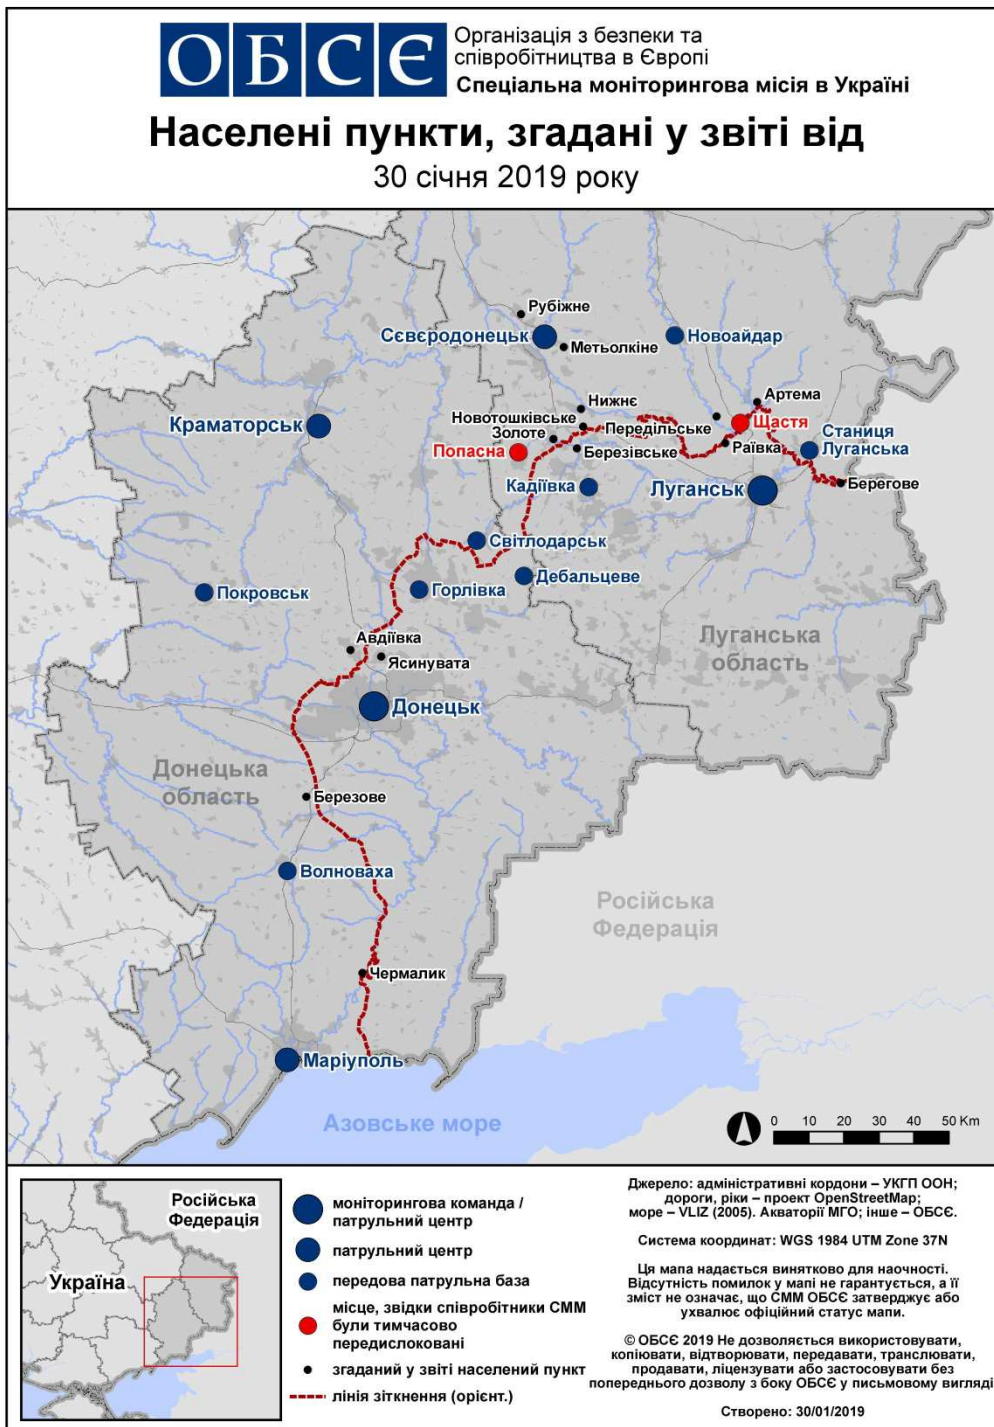 ОБСЄ
Організація з безпеки та
співробітництва в Європі
Спеціальна моніторингова місія в Україні
Населені пункти, згадані у звіті від
30 січня 2019 року
Рубіжне
Сєвєродонецьк
Метьолкіне
Новоайдар
Артема
Нижнє
Щастя
Новотошківське
Передільське
Станиця
Луганська
Краматорськ
Золоте
Раївка
Попасна
Березівське
Кадіївка
Луганськ
Берегове
Світлодарськ
Дебальцеве
Горлівка
Покровськ
Авдіївка
Ясинувата
Луганська
область
Донецьк
Донецька
область
Березове
Волноваха
Російська
Федерація
Чермалик
Маріуполь
Азовське море
0 10 20 30 40 50 Км
Російська
Федерація
Україна
моніторингова команда /
патрульний центр
патрульний центр
передова патрульна база
місце, звідки співробітники СММ
були тимчасово
передислоковані
згаданий у звіті населений пункт
лінія зіткнення (орієнт.)
Джерело: адміністративні кордони – УКГП ООН;
дороги, ріки – проект OpenStreetMap;
море – VLIZ (2005). Акваторії МГО; інше – ОБСЄ.
Система координат: WGS 1984 UTM Zone 37N
Ця мапа надається винятково для наочності.
Відсутність помилок у мапі не гарантується, а її
зміст не означає, що СММ ОБСЄ затверджує або
ухвалює офіційний статус мапи.
© ОБСЄ 2019 Не дозволяється використовувати,
копіювати, відтворювати, передавати, транслювати,
продавати, ліцензувати або застосовувати без
попереднього дозволу з боку ОБСЄ у письмовому вигляді
Створено: 30/01/2019